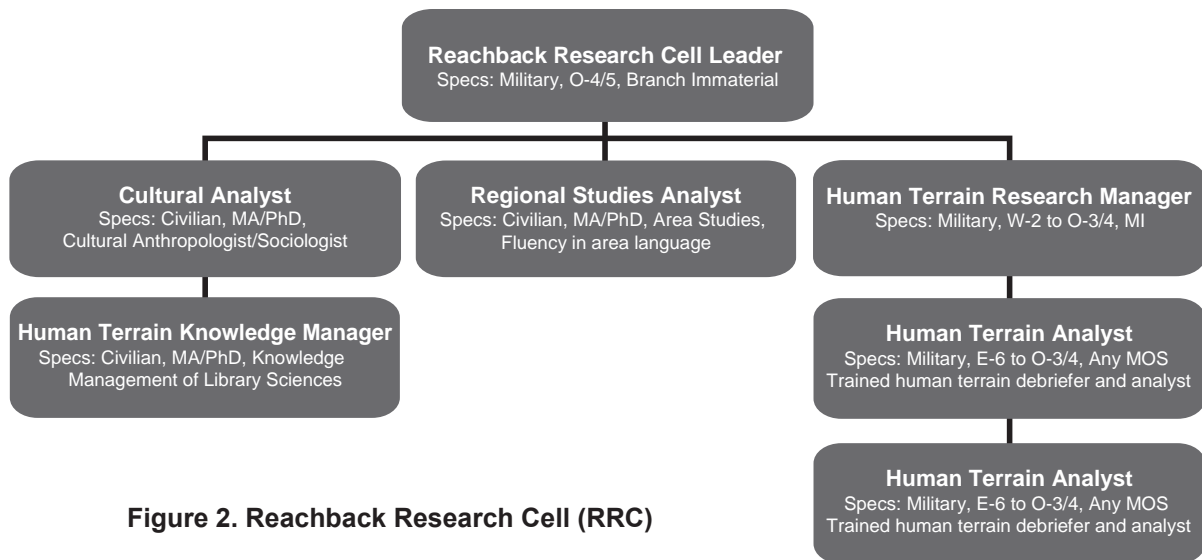 Reachback Research Cell Leader
Specs: Military, O-4/5, Branch Immaterial
Cultural Analyst
Specs: Civilian, MA/PhD,
Cultural Anthropologist/Sociologist
Regional Studies Analyst
Specs: Civilian, MA/PhD, Area Studies,
Fluency in area language
Human Terrain Research Manager
Specs: Military, W-2 to O-3/4, MI
Human Terrain Knowledge Manager
Specs: Civilian, MA/PhD, Knowledge
Management of Library Sciences
Human Terrain Analyst
Specs: Military, E-6 to O-3/4, Any MOS
Trained human terrain debriefer and analyst
Human Terrain Analyst
Specs: Military, E-6 to O-3/4, Any MOS
Trained human terrain debriefer and analyst
Figure 2. Reachback Research Cell (RRC)